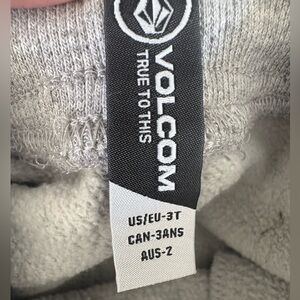 VOLCOM
TRUE TO THIS
US/EU-3T
CAN-3ANS
AUS-2